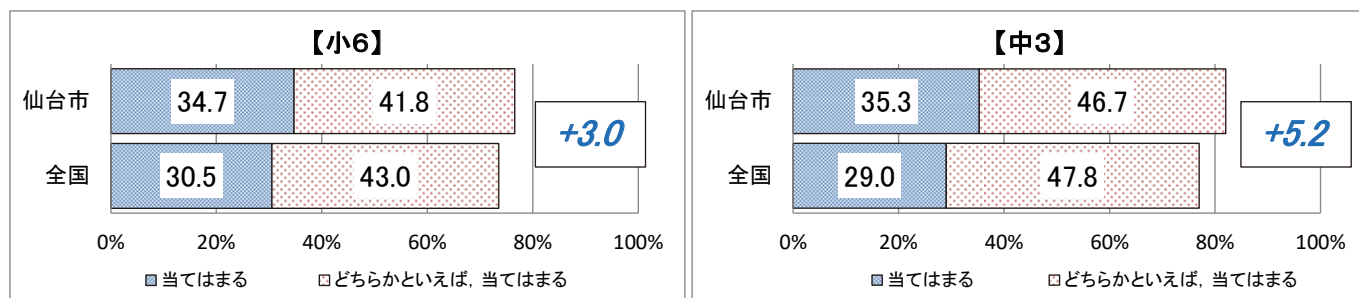 【小6】
仙台市 34.7 41.8
+3.0
全国 30.5 43.0
0% 20% 40% 60% 80% 100%
当てはまる どちらかといえば，当てはまる
【中3】
仙台市 35.3 46.7
+5.2
全国 29.0 47.8
0% 20% 40% 60% 80% 100%
当てはまる どちらかといえば，当てはまる